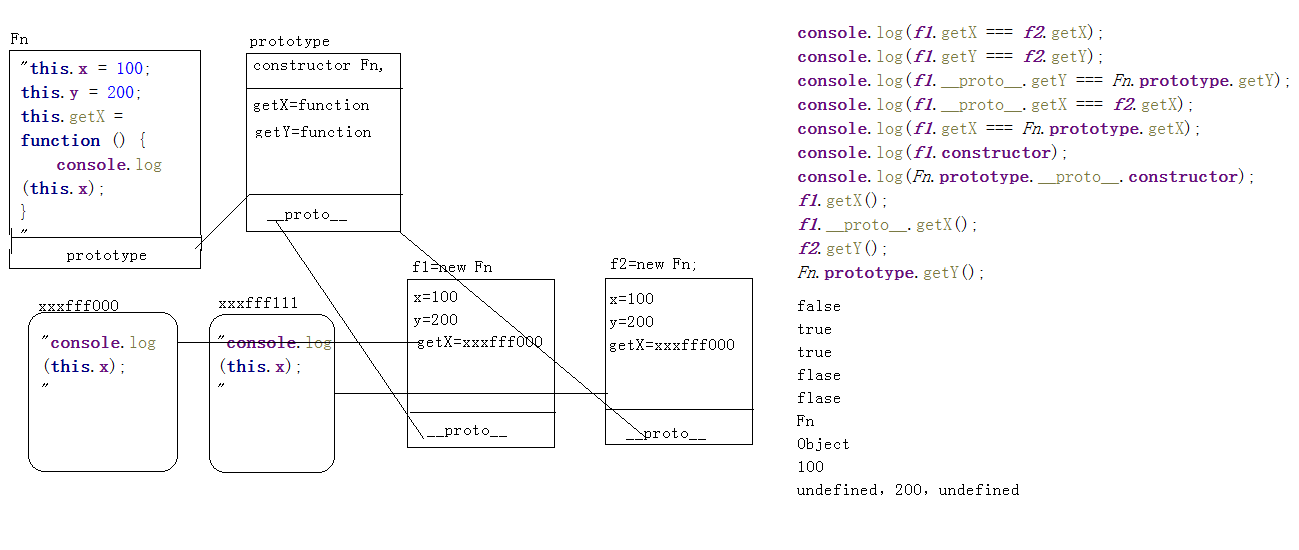 Fn
"this.x = 100;
this.y = 200;
this.getX =
function () {
console.log
(this.x);
}
"
prototype
prototype
constructor Fn,
getX=function
getY=function
__proto__
xxxfff000
"console.log
(this.x);
"
xxxfff111
"console.log
(this.x);
"
f1=new Fn
x=100
y=200
getX=xxxfff000
__proto__
f2=new Fn;
x=100
y=200
getX=xxxfff000
__proto__
console.log(f1.getX === f2.getX);
console.log(f1.getY === f2.getY);
console.log(f1.__proto__.getY === Fn.prototype.getY);
console.log(f1.__proto__.getX === f2.getX);
console.log(f1.getX === Fn.prototype.getX);
console.log(f1.constructor);
console.log(Fn.prototype.__proto__.constructor);
f1.getX();
f1.__proto__.getX();
f2.getY();
Fn.prototype.getY();
false
true
true
flase
flase
Fn
Object
100
undefined, 200, undefined